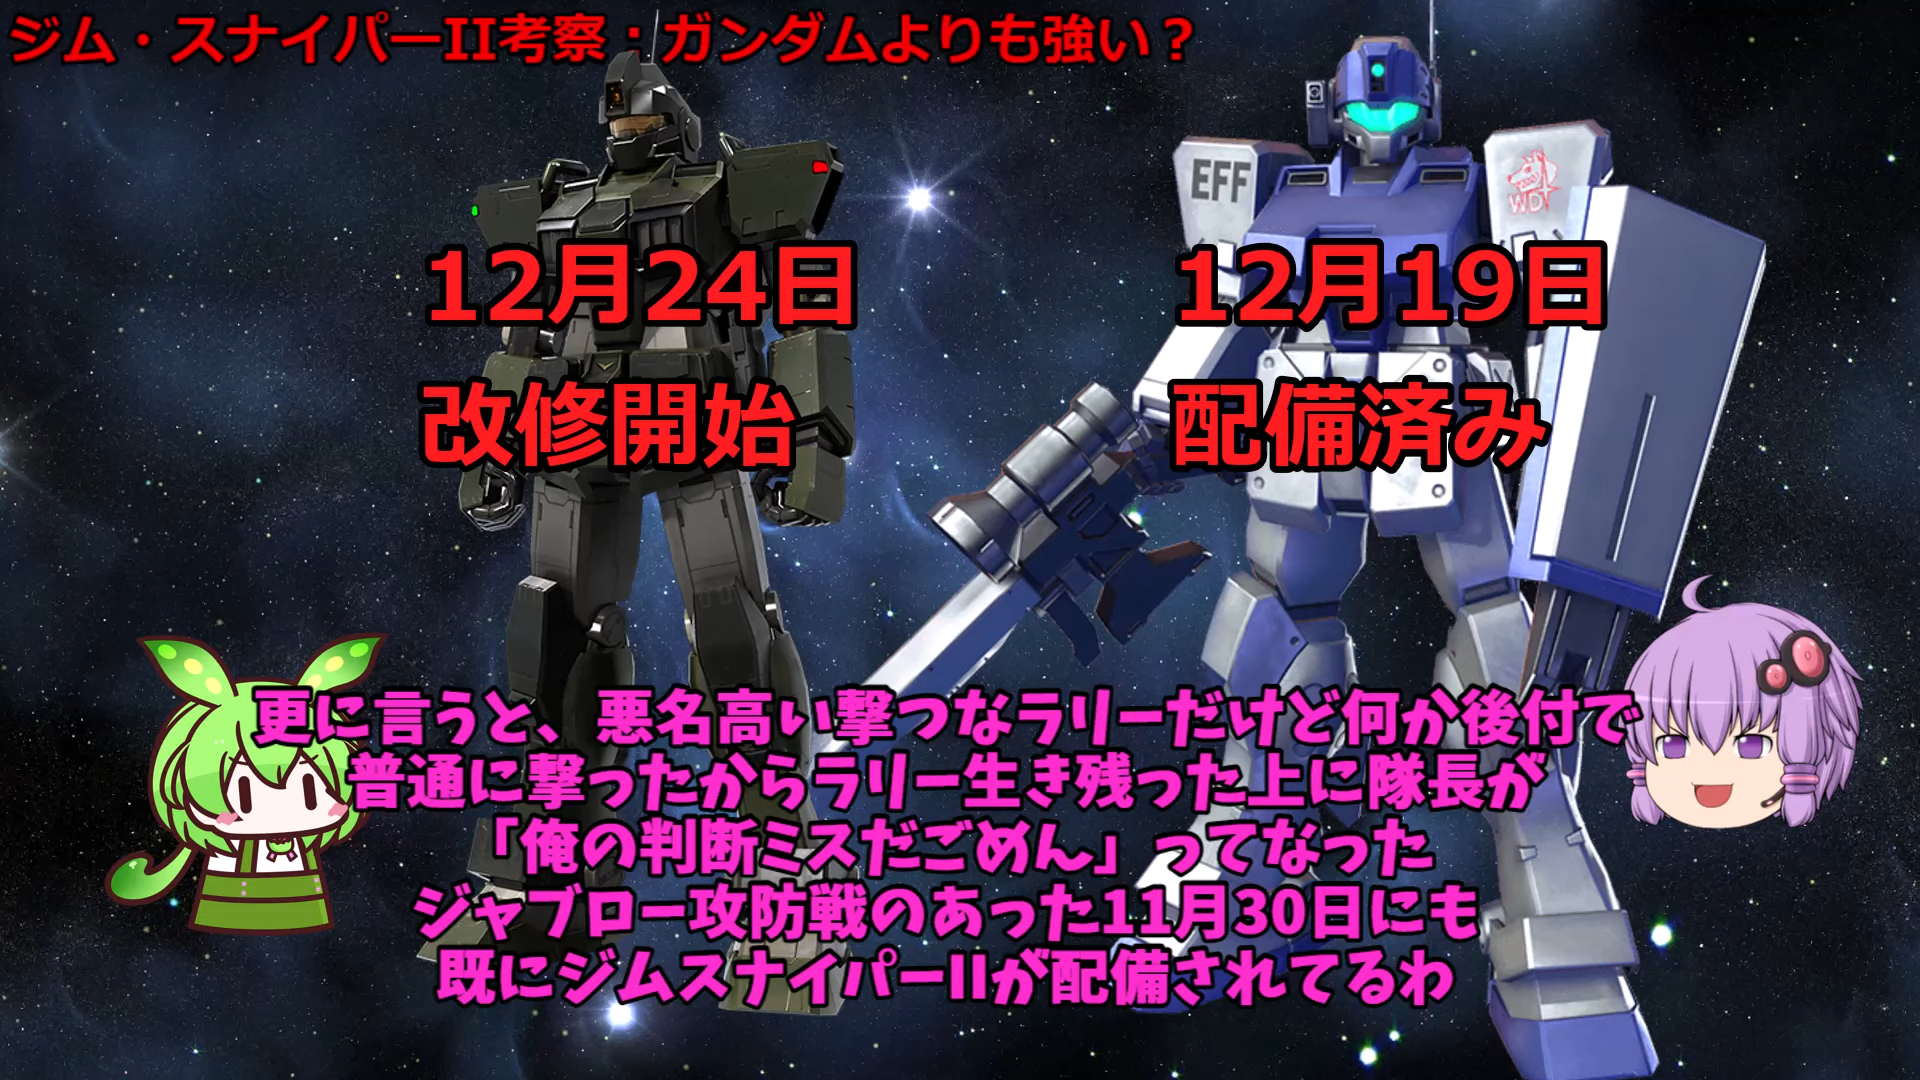 ジム・スナイパーII考察：ガンダムよりも強い？
EFF
WD
12月24日
改修開始
12月19日
配備済み
更に言うと、悪名高い撃つなラリーだけど何か後付で
普通に撃ったからラリー生き残った上に隊長が
「俺の判断ミスだごめん」ってなった
ジャブロー攻防戦のあった11月30日にも
既にジムスナイパーIIが配備されてるわ